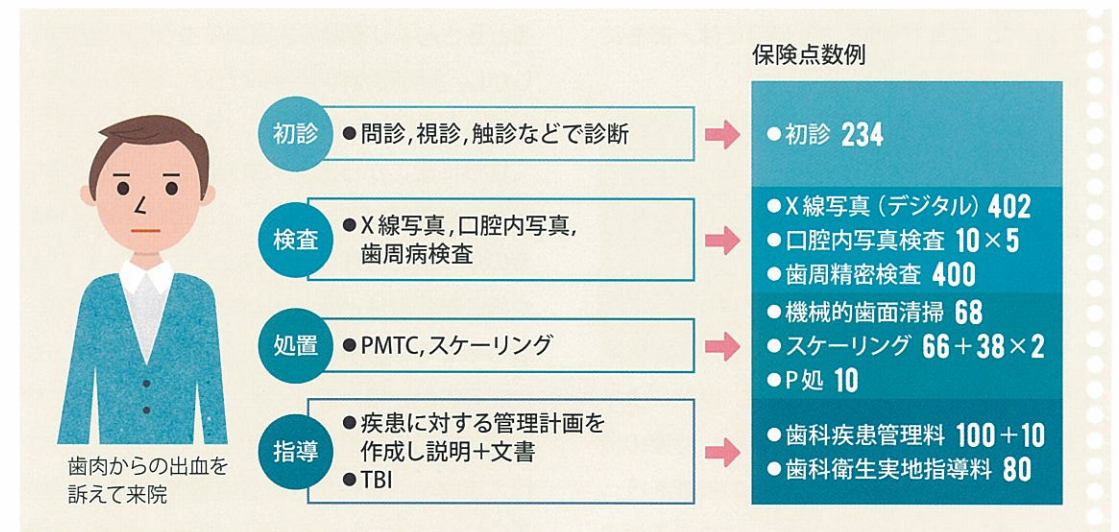 保険点数例
初診
●問診,視診,触診などで診断
●初診 234
検査
●X線写真,口腔内写真,
歯周病検査
●X線写真（デジタル）402
●口腔内写真検査 10×5
●歯周精密検査 400
処置
●PMTC,スケーリング
●機械的歯面清掃 68
●スケーリング 66＋38×2
●P処 10
指導
●疾患に対する管理計画を
作成し説明＋文書
●TBI
●歯科疾患管理料 100＋10
●歯科衛生実地指導料 80
歯肉からの出血を
訴えて来院